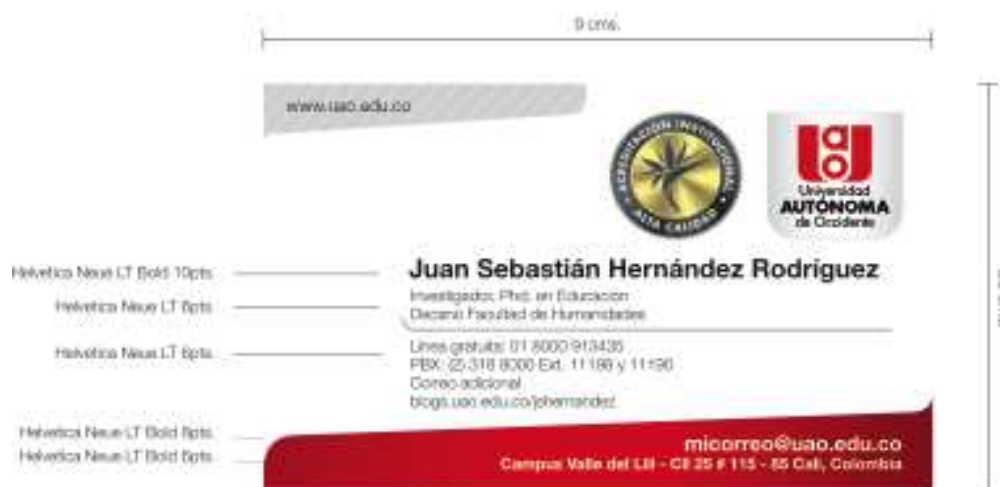 9 cms.
www.uao.edu.co
ACREDITACIÓN INSTITUCIONAL
ALTA CALIDAD
Universidad
AUTÓNOMA
de Occidente
Helvetica Neue LT Bold 10pts.
Juan Sebastián Hernández Rodríguez
Helvetica Neue LT 6pts.
Investigador, Phd. en Educación
Decano Facultad de Humanidades
Helvetica Neue LT 6pts.
Línea gratuita: 01 8000 913435
PBX: (2) 318 8000 Ext. 11198 y 11190
Correo adicional
blogs.uao.edu.co/jshernandez
Helvetica Neue LT Bold 8pts.
micorreo@uao.edu.co
Helvetica Neue LT Bold 6pts.
Campus Valle del Lili - Cll 25 # 115 - 85 Cali, Colombia